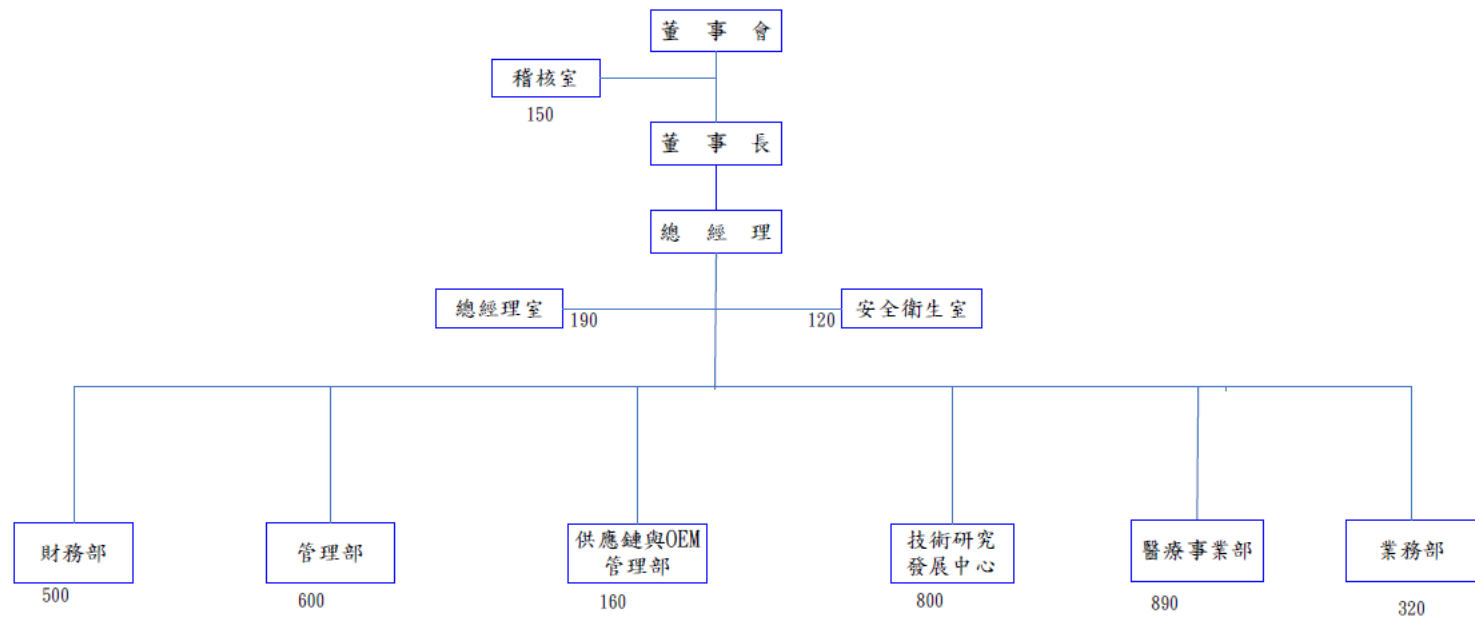 董事會
稽核室
150
董事長
總經理
總經理室
190
120
安全衛生室
財務部
500
管理部
600
供應鏈與OEM
管理部
160
技術研究
發展中心
800
醫療事業部
890
業務部
320